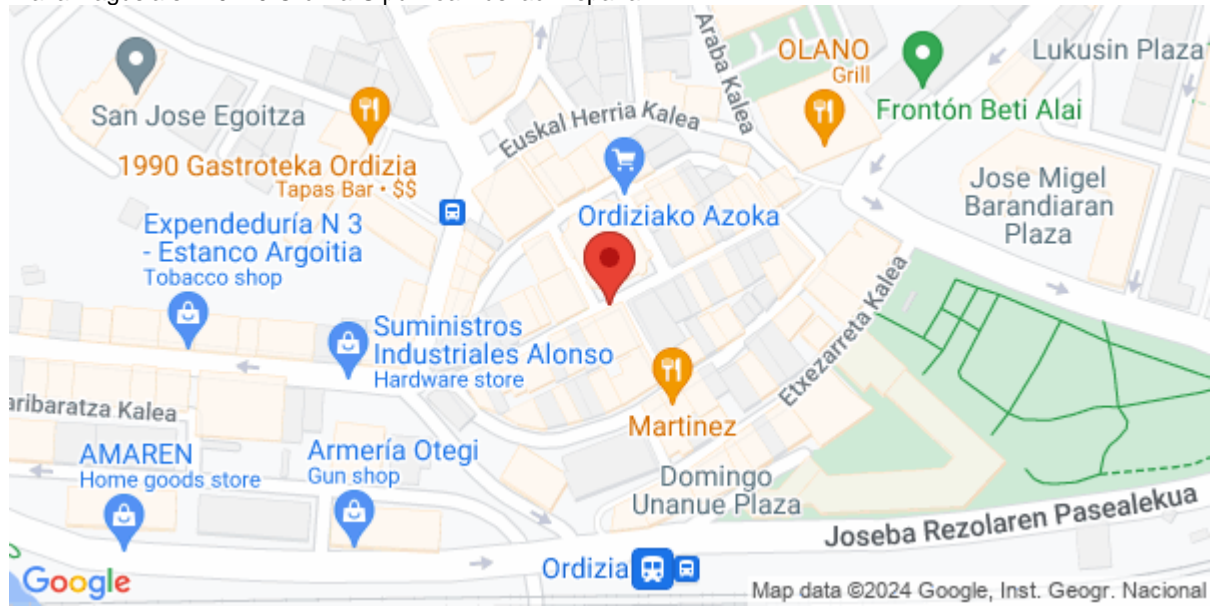 Araba Kalea
OLANO
Grill
Lukusin Plaza
San Jose Egoitza
Euskal Herria Kalea
Frontón Beti Alai
1990 Gastroteka Ordizia
Tapas Bar • $$
Ordiziako Azoka
Jose Migel
Barandiaran
Plaza
Expendeduría N 3
- Estanco Argoitia
Tobacco shop
Suministros
Industriales Alonso
Hardware store
Etxezarreta Kalea
aribaratza Kalea
Martinez
AMAREN
Home goods store
Armería Otegi
Gun shop
Domingo
Unanue Plaza
Joseba Rezolaren Pasealekua
Ordizia
Google
Map data ©2024 Google, Inst. Geogr. Nacional